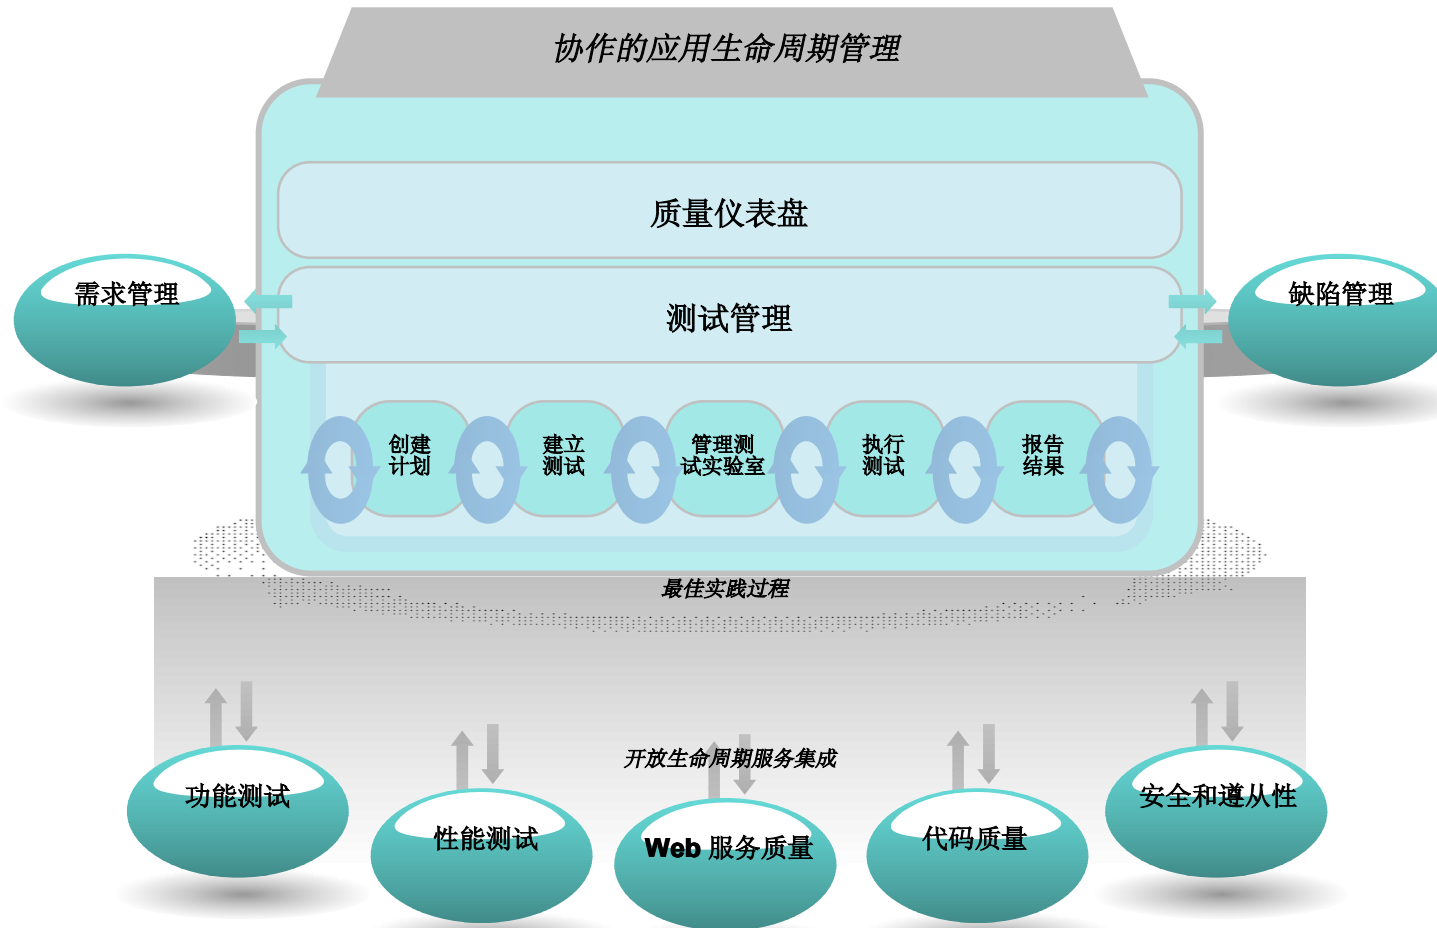 协作的应用生命周期管理
质量仪表盘
需求管理
测试管理
缺陷管理
创建
计划
建立
测试
管理测
试实验室
执行
测试
报告
结果
最佳实践过程
开放生命周期服务集成
功能测试
性能测试
Web 服务质量
代码质量
安全和遵从性